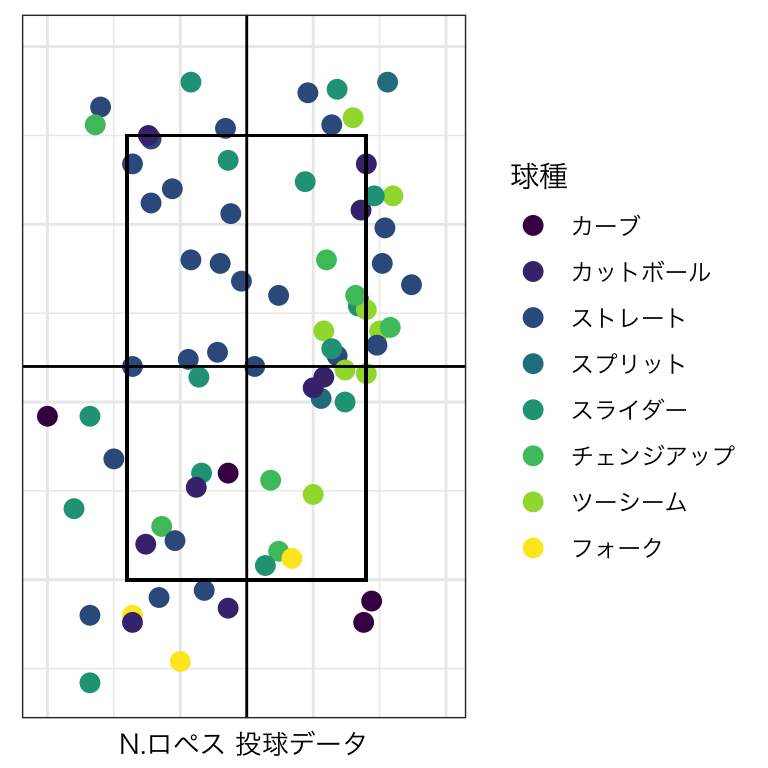 球種
カーブ
カットボール
ストレート
スプリット
スライダー
チェンジアップ
ツーシーム
フォーク
N.ロペス 投球データ